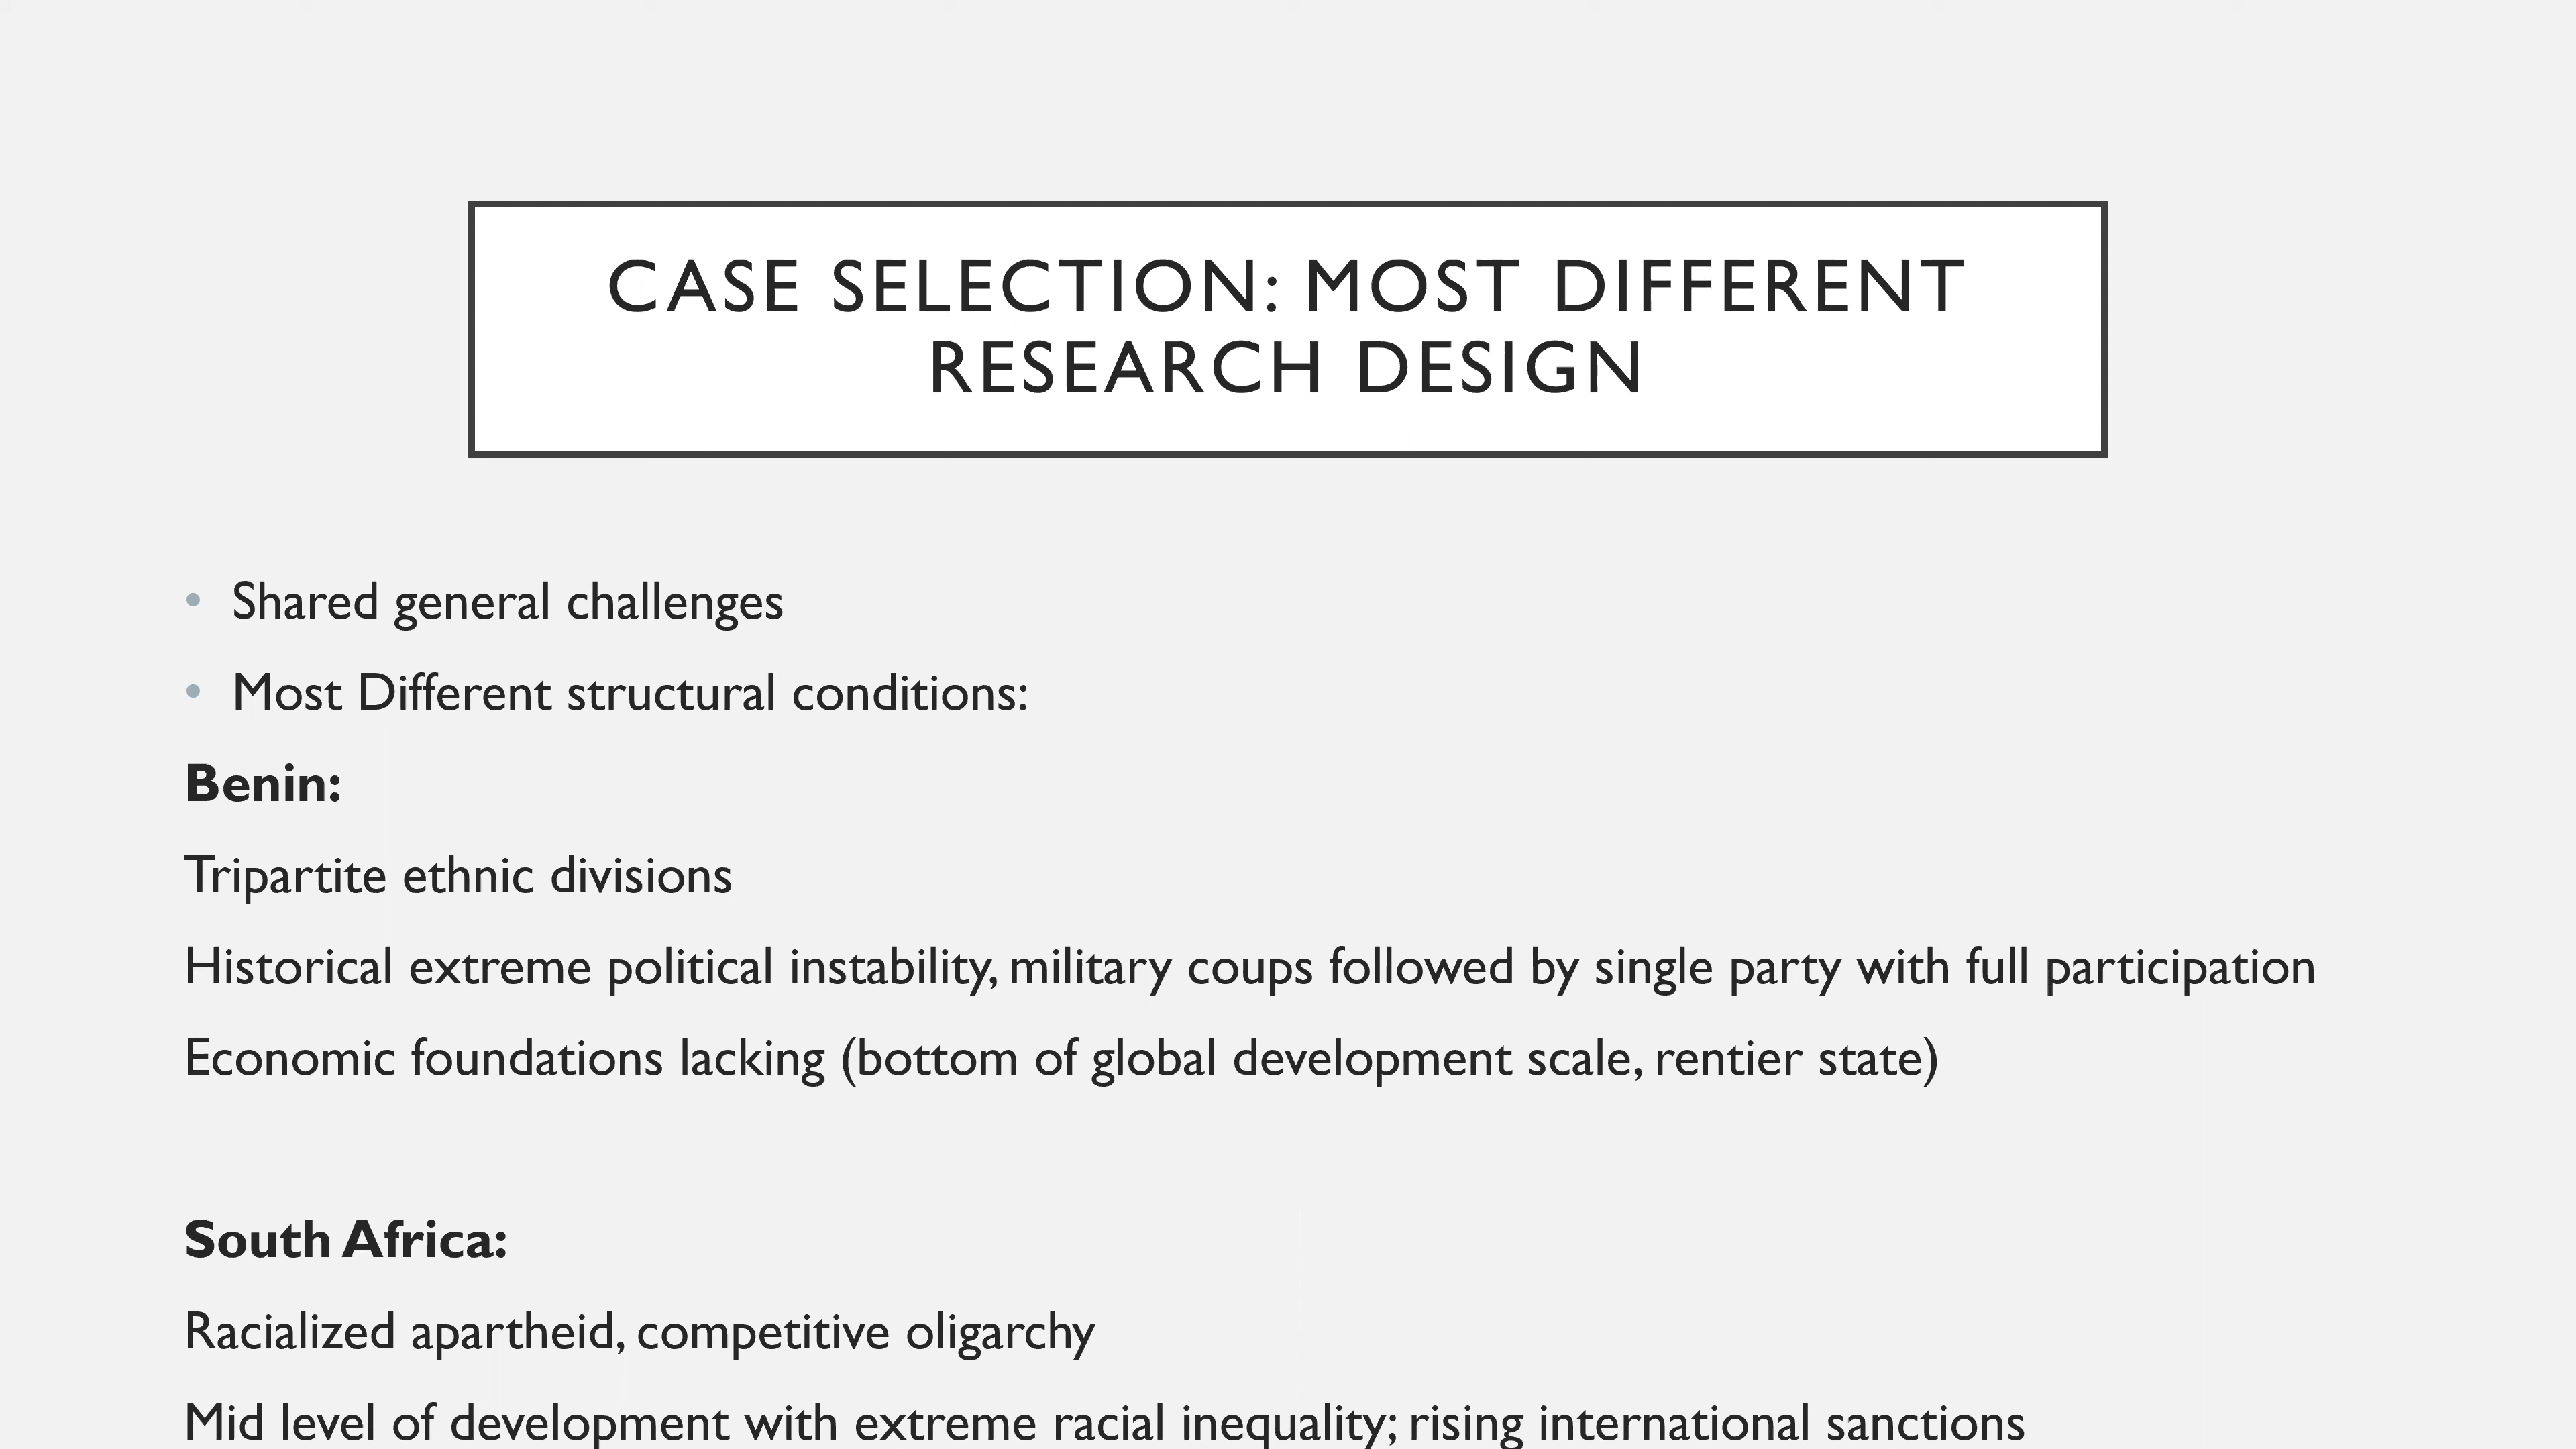 CASE SELECTION: MOST DIFFERENT
RESEARCH DESIGN
• Shared general challenges
• Most Different structural conditions:
Benin:
Tripartite ethnic divisions
Historical extreme political instability, military coups followed by single party with full participation
Economic foundations lacking (bottom of global development scale, rentier state)
South Africa:
Racialized apartheid, competitive oligarchy
Mid level of development with extreme racial inequality; rising international sanctions